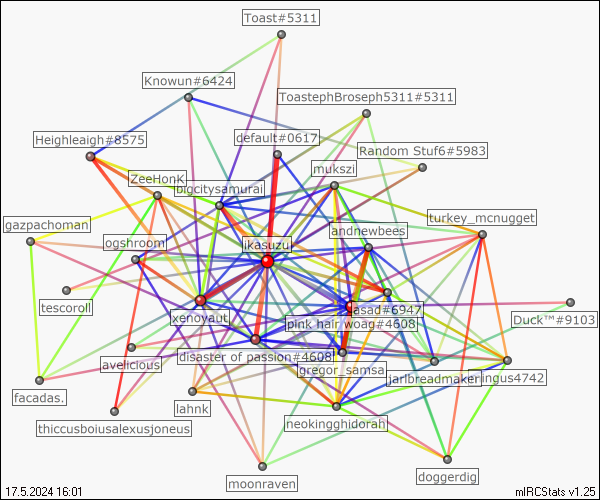 Toast#5311
Knowun#6424
ToastephBroseph5311#5311
Heighleaigh#8575
default#0617
Random Stuf6#5983
mukszi
ZeeHonK
bigcitysamurai
gazpachoman
turkey_mcnugget
andnewbees
ogshroom
ikasuzu
tescoroll
asad#6947
xenoyaut
pink hair woag#4608
Duck™#9103
disaster of passion#4608
avelicious
gregor_samsa
jarlbreadmaker
ringus4742
facadas.
lahnk
thiccusboiusalexusjoneus
neokingghidorah
moonraven
doggerdig
17.5.2024 16:01
mIRCStats v1.25